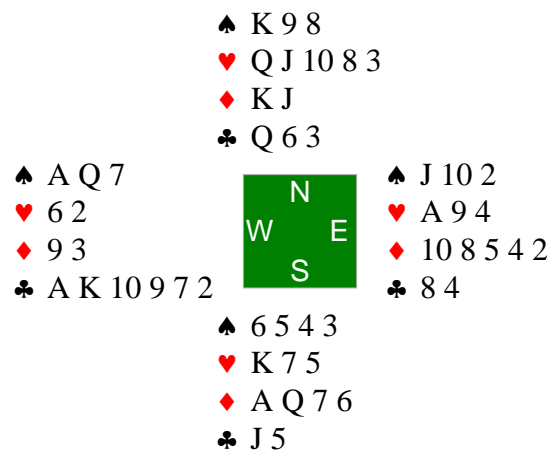 ♠ K 9 8
♥ Q J 10 8 3
♦ K J
♣ Q 6 3
♠ A Q 7
♥ 6 2
♦ 9 3
♣ A K 10 9 7 2
N
W E
S
♠ J 10 2
♥ A 9 4
♦ 10 8 5 4 2
♣ 8 4
♠ 6 5 4 3
♥ K 7 5
♦ A Q 7 6
♣ J 5